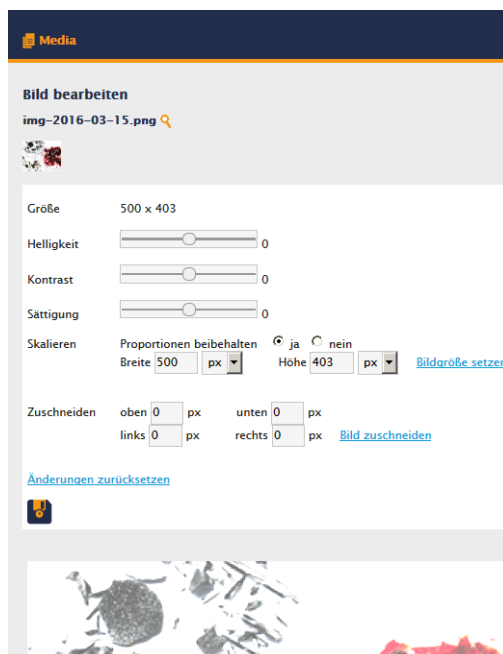 Media
Bild bearbeiten
img-2016-03-15.png
Größe 500 x 403
Helligkeit 0
Kontrast 0
Sättigung 0
Skalieren Proportionen beibehalten ja nein
Breite 500 px Höhe 403 px Bildgröße setzen
Zuschneiden oben 0 px unten 0 px
links 0 px rechts 0 px Bild zuschneiden
Änderungen zurücksetzen